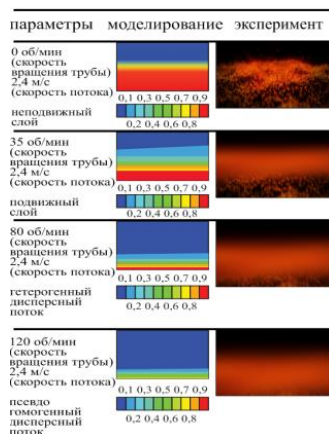 параметры моделирование эксперимент
0 об/мин
(скорость
вращения трубы)
2,4 м/с
(скорость потока)
0,1 0,3 0,5 0,7 0,9
0,2 0,4 0,6 0,8
неподвижный
слой
35 об/мин
(скорость
вращения трубы)
2,4 м/с
(скорость потока)
0,1 0,3 0,5 0,7 0,9
0,2 0,4 0,6 0,8
подвижный
слой
80 об/мин
(скорость
вращения трубы)
2,4 м/с
(скорость потока)
0,1 0,3 0,5 0,7 0,9
0,2 0,4 0,6 0,8
гетерогенный
дисперсный
поток
120 об/мин
(скорость
вращения трубы)
2,4 м/с
(скорость потока)
0,1 0,3 0,5 0,7 0,9
0,2 0,4 0,6 0,8
псевдо
гомогенный
дисперсный
поток